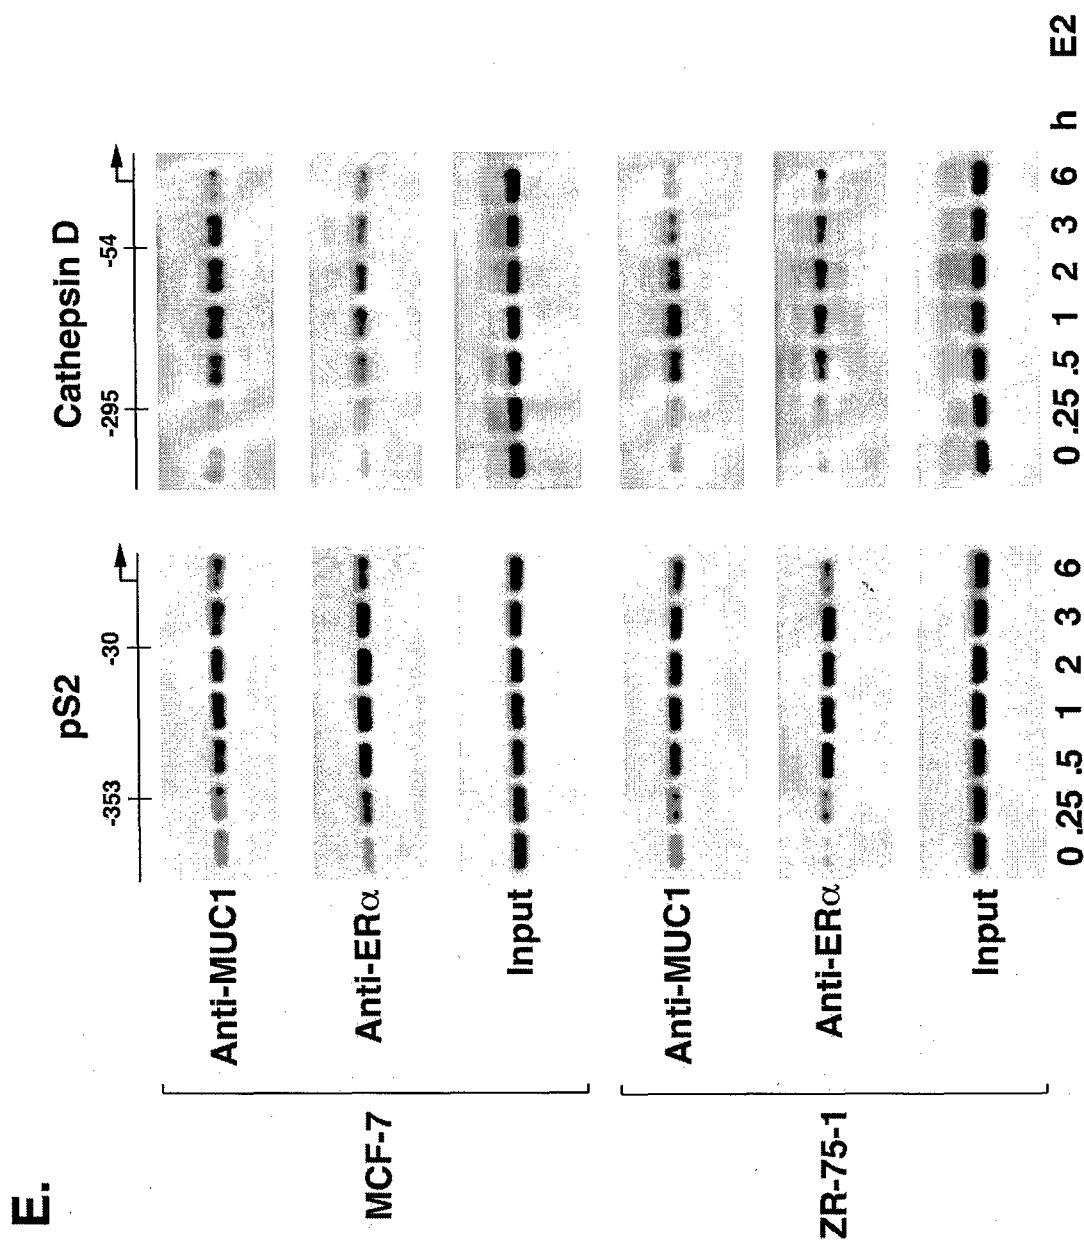 E.
pS2 Cathepsin D
-353 -30 -295 -54
MCF-7
Anti-MUC1
Anti-ERα
Input
ZR-75-1
Anti-MUC1
Anti-ERα
Input
0 .25 .5 1 2 3 6 0 .25 .5 1 2 3 6 h E2